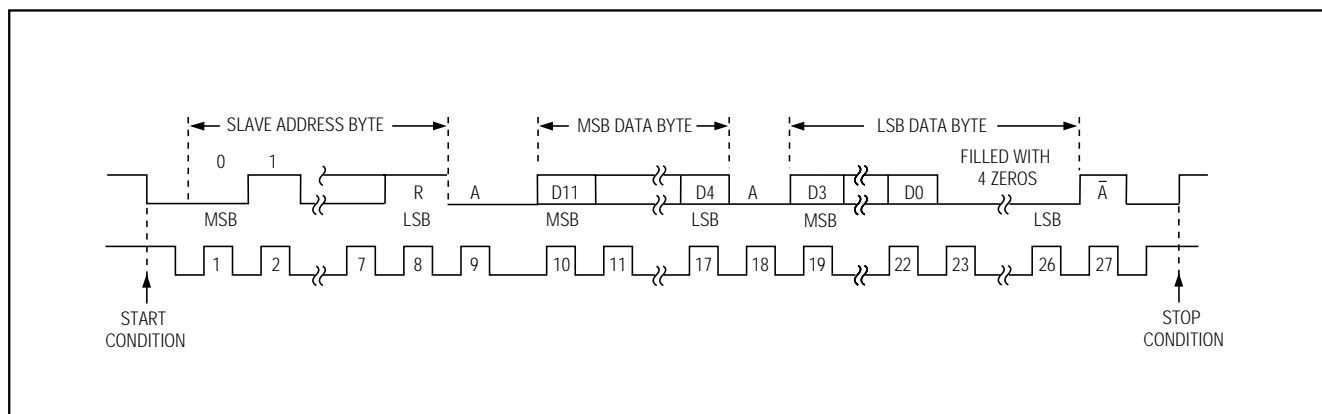 SLAVE ADDRESS BYTE MSB DATA BYTE LSB DATA BYTE
0 1 FILLED WITH
4 ZEROS
R A D11 D4 A D3 D0 A̅
MSB LSB MSB LSB MSB LSB
1 2 7 8 9 10 11 17 18 19 22 23 26 27
START
CONDITION
STOP
CONDITION